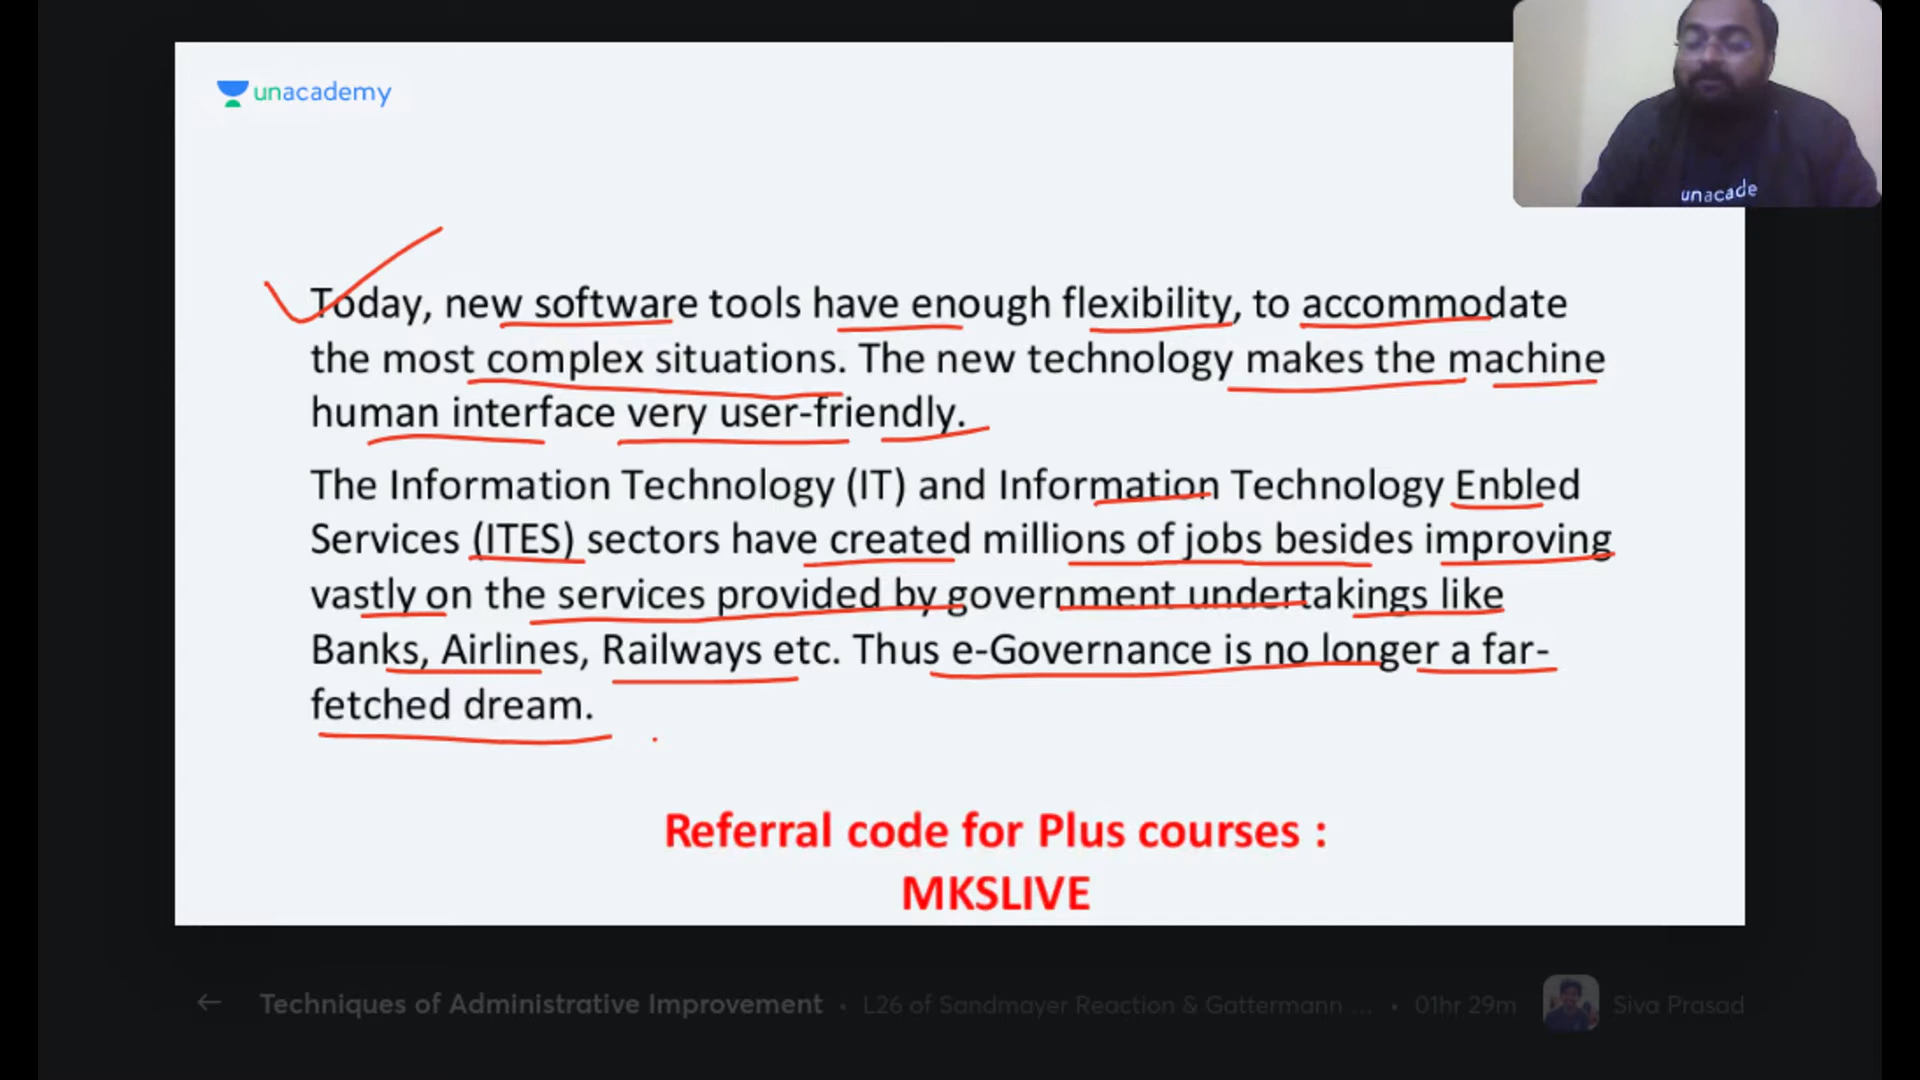 unacademy
unacade
Today, new software tools have enough flexibility, to accommodate
the most complex situations. The new technology makes the machine
human interface very user-friendly.
The Information Technology (IT) and Information Technology Enbled
Services (ITES) sectors have created millions of jobs besides improving
vastly on the services provided by government undertakings like
Banks, Airlines, Railways etc. Thus e-Governance is no longer a far-
fetched dream.
Referral code for Plus courses :
MKSLIVE
← Techniques of Administrative Improvement • L26 of Sandmayer Reaction & Gattermann ... • 01hr 29m Siva Prasad